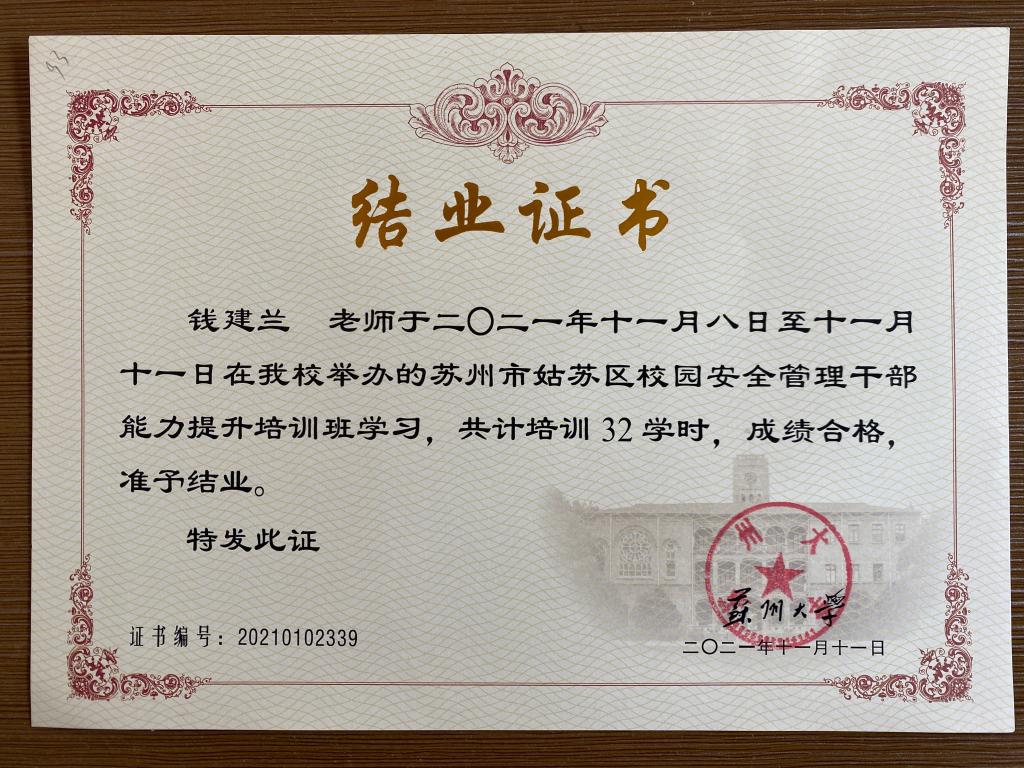 93
结业证书
钱建兰 老师于二〇二一年十一月八日至十一月
十一日在我校举办的苏州市姑苏区校园安全管理干部
能力提升培训班学习，共计培训32学时，成绩合格，
准予结业。
特发此证
苏州大学
证书编号：20210102339
二〇二一年十一月十一日